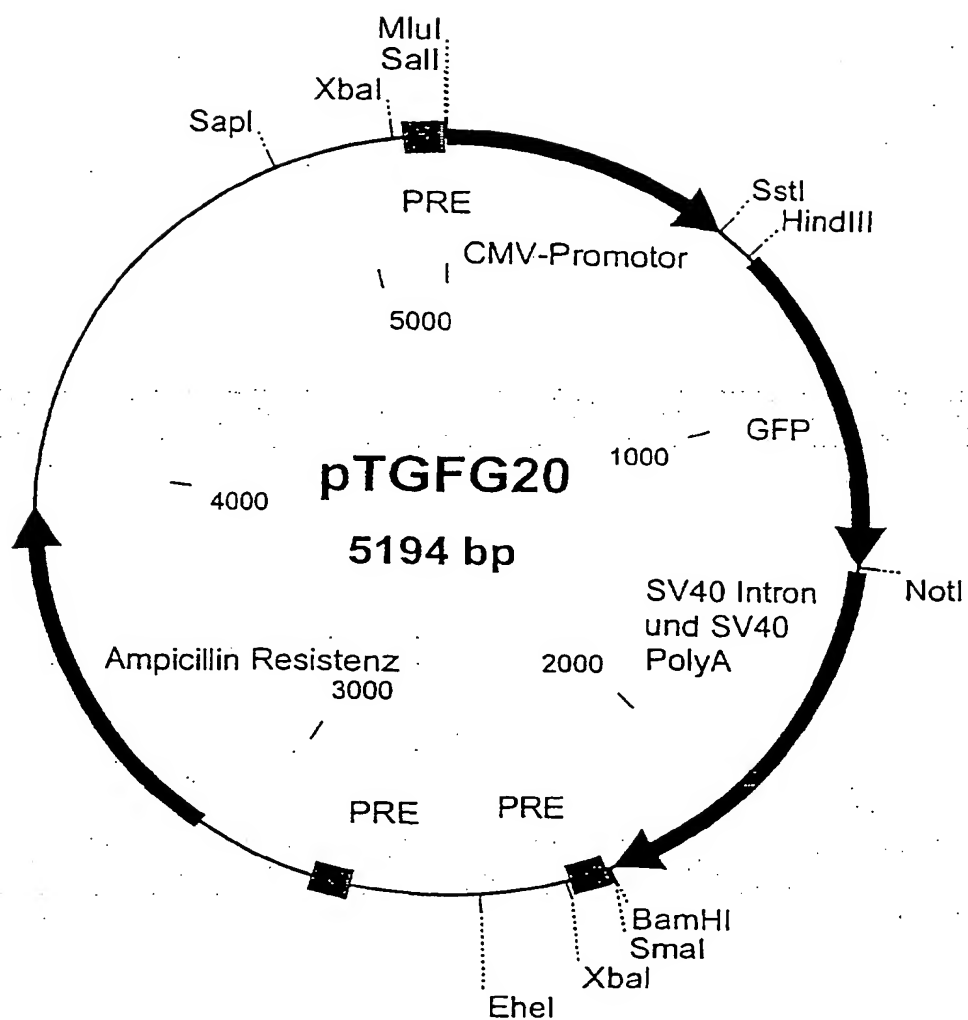 MluI
SalI
XbaI
SapI
PRE
SstI
HindIII
CMV-Promotor
5000
GFP
1000
pTGFG20
4000
5194 bp
NotI
SV40 Intron
und SV40
PolyA
Ampicillin Resistenz
2000
3000
PRE
PRE
BamHI
SmaI
XbaI
EheI